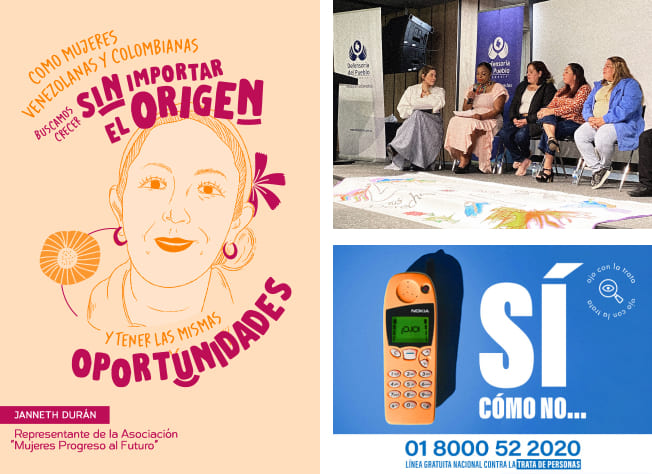 COMO MUJERES
VENEZOLANAS Y COLOMBIANAS
BUSCAMOS
CRECER
SIN IMPORTAR
EL ORIGEN
Y TENER LAS MISMAS
OPORTUNIDADES
JANNETH DURÁN
Representante de la Asociación
"Mujeres Progreso al Futuro"
Defensoría
del Pueblo
COLOMBIA
Defensoría
del Pueblo
NOKIA
¡OJO!
SÍ
CÓMO NO...
ojo con la trata
ojo con la trata
01 8000 52 2020
LÍNEA GRATUITA NACIONAL CONTRA LA TRATA DE PERSONAS